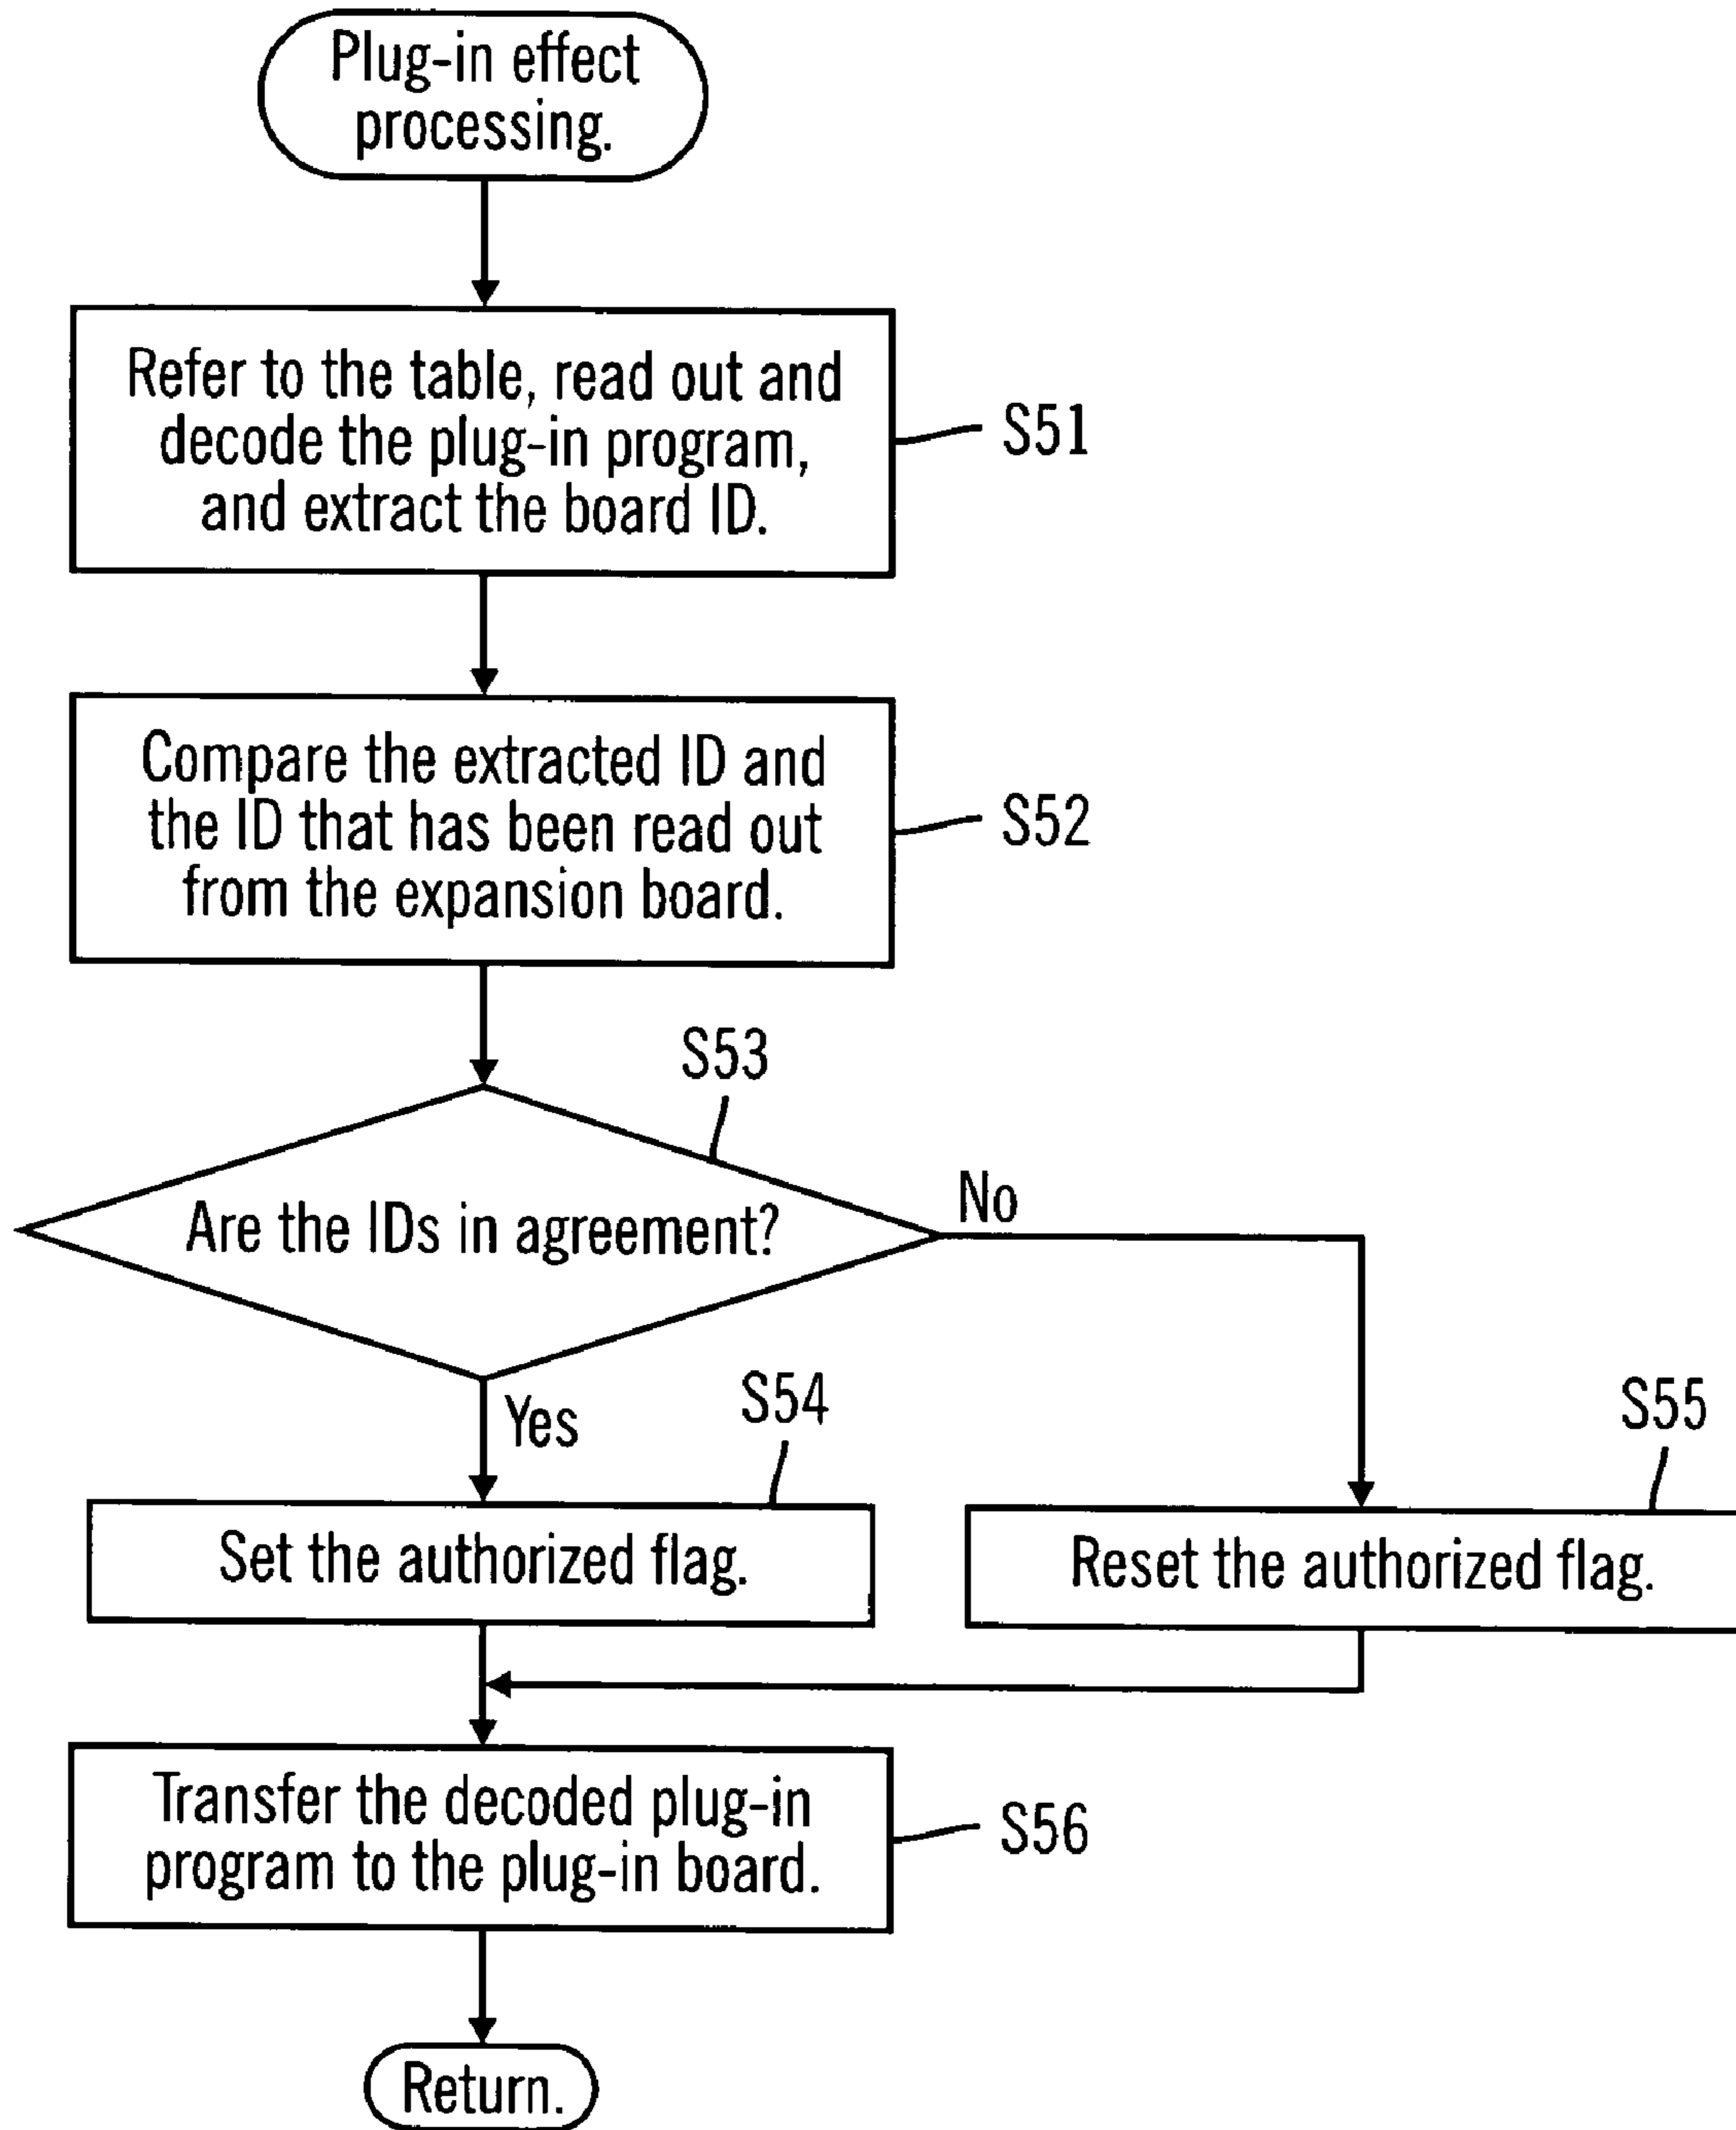 Plug-in effect
processing.
Refer to the table, read out and
decode the plug-in program,
and extract the board ID.
S51
Compare the extracted ID and
the ID that has been read out
from the expansion board.
S52
S53
Are the IDs in agreement?
No
Yes
S54
S55
Set the authorized flag.
Reset the authorized flag.
Transfer the decoded plug-in
program to the plug-in board.
S56
Return.